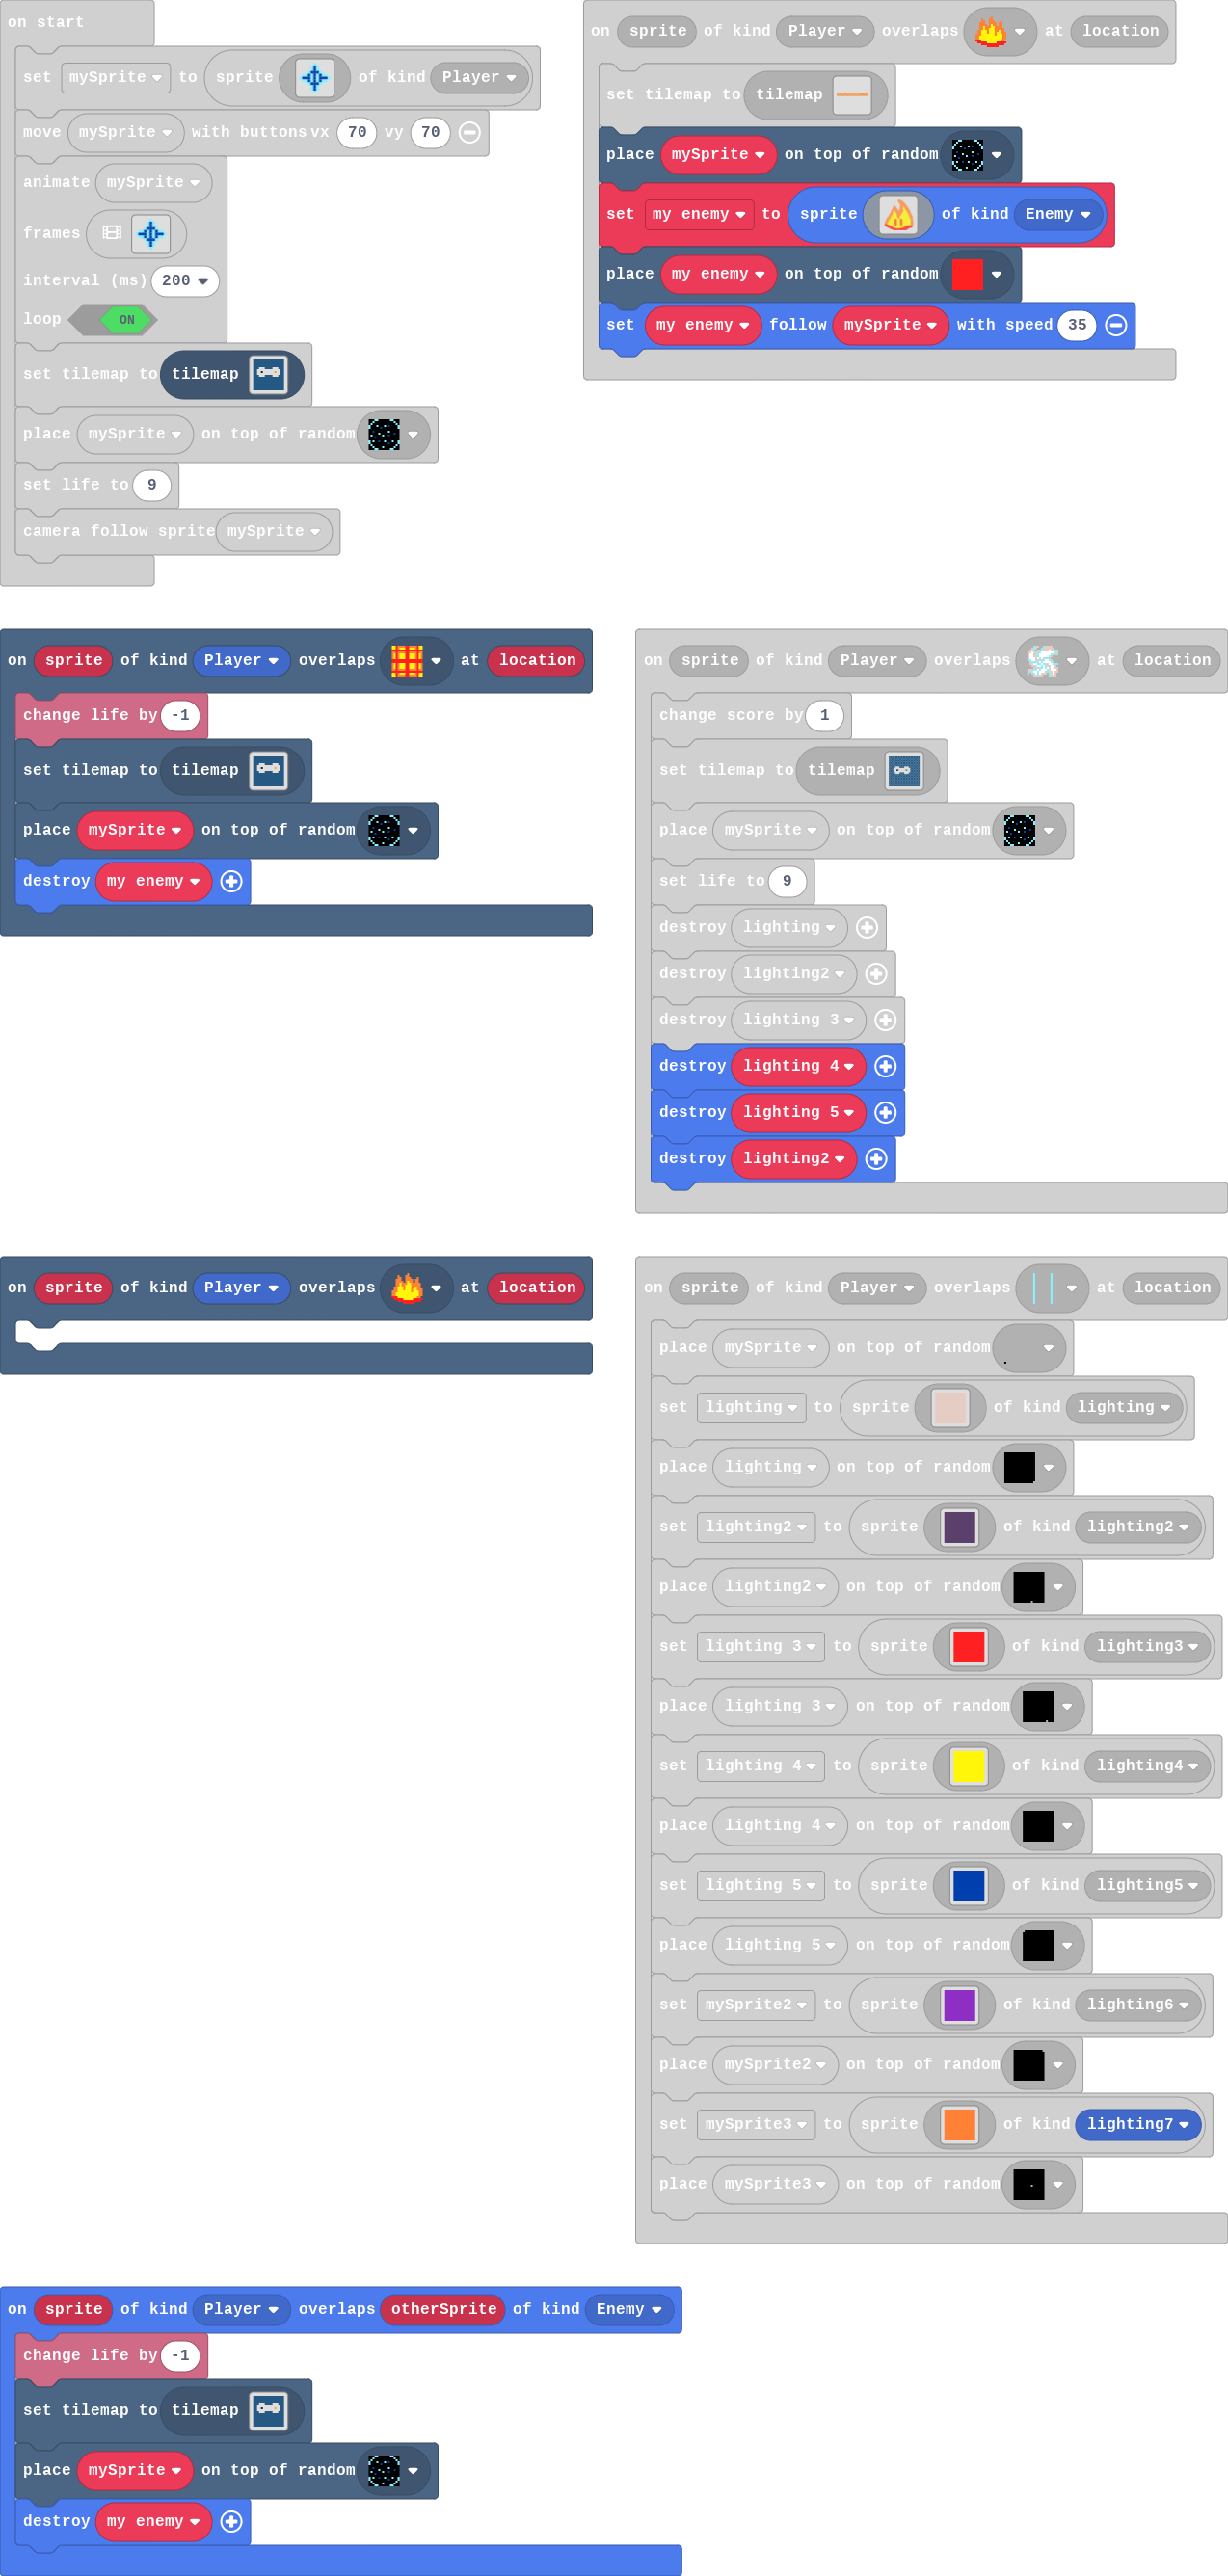 on start
set mySprite to sprite of kind Player
move mySprite with buttons vx 70 vy 70
animate mySprite
frames
interval (ms) 200
loop ON
set tilemap to tilemap
place mySprite on top of random
set life to 9
camera follow sprite mySprite
on sprite of kind Player overlaps at location
set tilemap to tilemap
place mySprite on top of random
set my enemy to sprite of kind Enemy
place my enemy on top of random
set my enemy follow mySprite with speed 35
on sprite of kind Player overlaps at location
change life by -1
set tilemap to tilemap
place mySprite on top of random
destroy my enemy
on sprite of kind Player overlaps at location
change score by 1
set tilemap to tilemap
place mySprite on top of random
set life to 9
destroy lighting
destroy lighting2
destroy lighting 3
destroy lighting 4
destroy lighting 5
destroy lighting2
on sprite of kind Player overlaps at location
on sprite of kind Player overlaps at location
place mySprite on top of random
set lighting to sprite of kind lighting
place lighting on top of random
set lighting2 to sprite of kind lighting2
place lighting2 on top of random
set lighting 3 to sprite of kind lighting3
place lighting 3 on top of random
set lighting 4 to sprite of kind lighting4
place lighting 4 on top of random
set lighting 5 to sprite of kind lighting5
place lighting 5 on top of random
set mySprite2 to sprite of kind lighting6
place mySprite2 on top of random
set mySprite3 to sprite of kind lighting7
place mySprite3 on top of random
on sprite of kind Player overlaps otherSprite of kind Enemy
change life by -1
set tilemap to tilemap
place mySprite on top of random
destroy my enemy